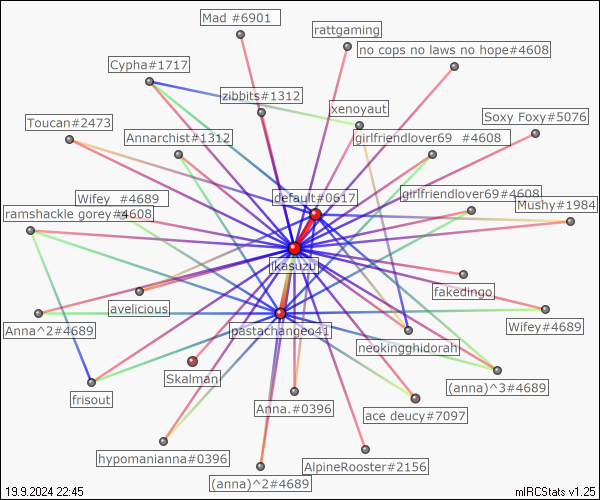 Mad #6901
rattgaming
no cops no laws no hope#4608
Cypha#1717
zibbits#1312
xenoyaut
Soxy Foxy#5076
Toucan#2473
Annarchist#1312
girlfriendlover69 #4608
Wifey #4689
default#0617
girlfriendlover69#4608
Mushy#1984
ramshackle gorey#4608
Ikasuzu
fakedingo
avelicious
Anna^2#4689
pastachangeo41
Wifey#4689
neokingghidorah
Skalman
frisout
Anna.#0396
ace deucy#7097
(anna)^3#4689
hypomanianna#0396
(anna)^2#4689
AlpineRooster#2156
19.9.2024 22:45
mIRCStats v1.25